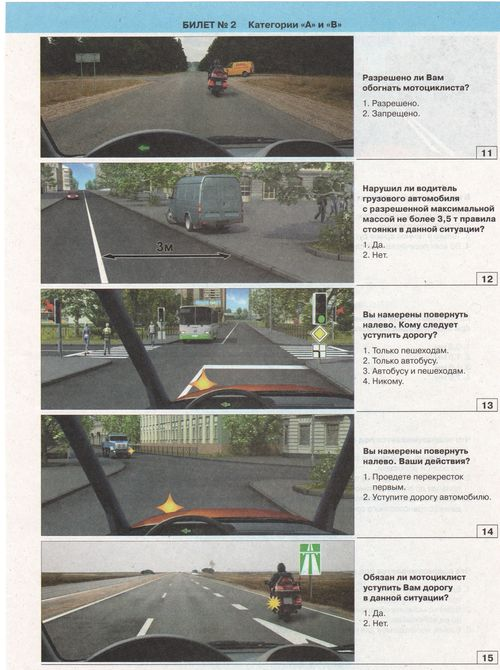 БИЛЕТ № 2 Категории «А» и «В»
Разрешено ли Вам
обогнать мотоциклиста?
1. Разрешено.
2. Запрещено.
11
3м
Нарушил ли водитель
грузового автомобиля
с разрешенной максимальной
массой не более 3,5 т правила
стоянки в данной ситуации?
1. Да.
2. Нет.
12
Вы намерены повернуть
налево. Кому следует
уступить дорогу?
1. Только пешеходам.
2. Только автобусу.
3. Автобусу и пешеходам.
4. Никому.
13
Вы намерены повернуть
налево. Ваши действия?
1. Проедете перекресток
первым.
2. Уступите дорогу автомобилю.
14
Обязан ли мотоциклист
уступить Вам дорогу
в данной ситуации?
1. Да.
2. Нет.
15